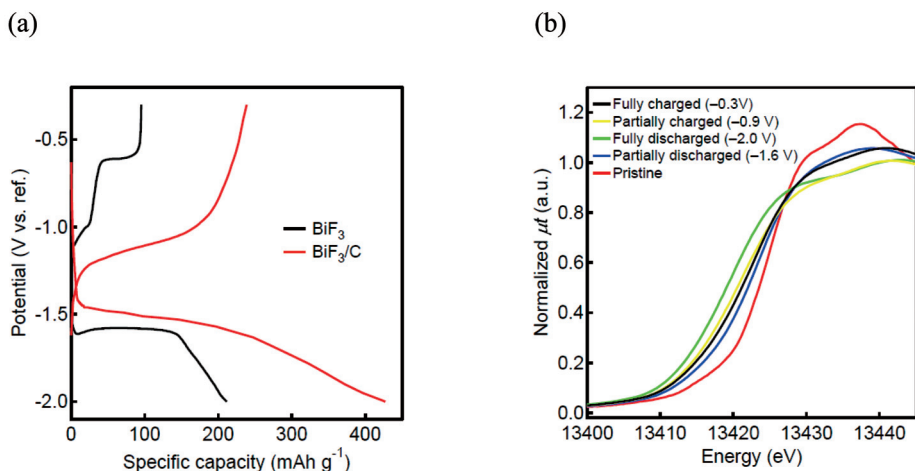 (a)
(b)
Potential (V vs. ref.)
-0.5
-1.0
-1.5
-2.0
BiF₃
BiF₃/C
0
100
200
300
400
Specific capacity (mAh g⁻¹)
Normalized μt (a.u.)
1.2
1.0
0.8
0.6
0.4
0.2
0.0
Fully charged (–0.3V)
Partially charged (–0.9 V)
Fully discharged (–2.0 V)
Partially discharged (–1.6 V)
Pristine
13400
13410
13420
13430
13440
Energy (eV)